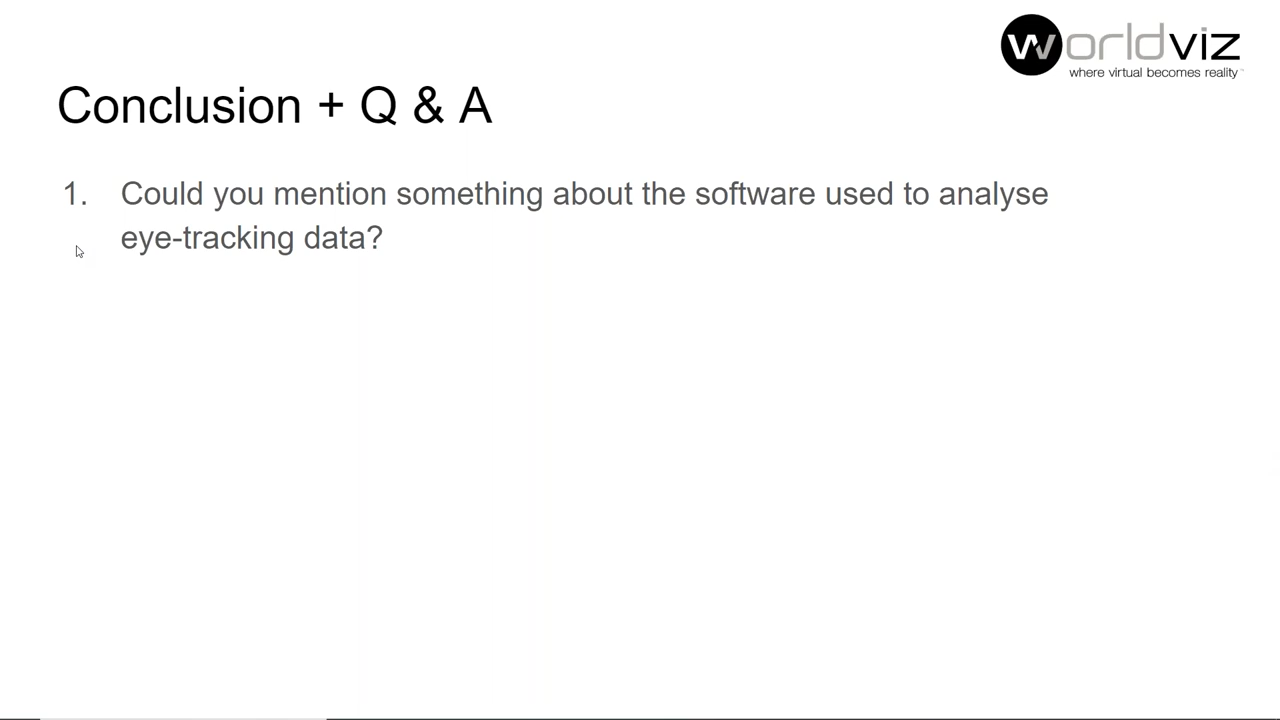 worldviz
where virtual becomes reality™
Conclusion + Q & A
1. Could you mention something about the software used to analyse
eye-tracking data?